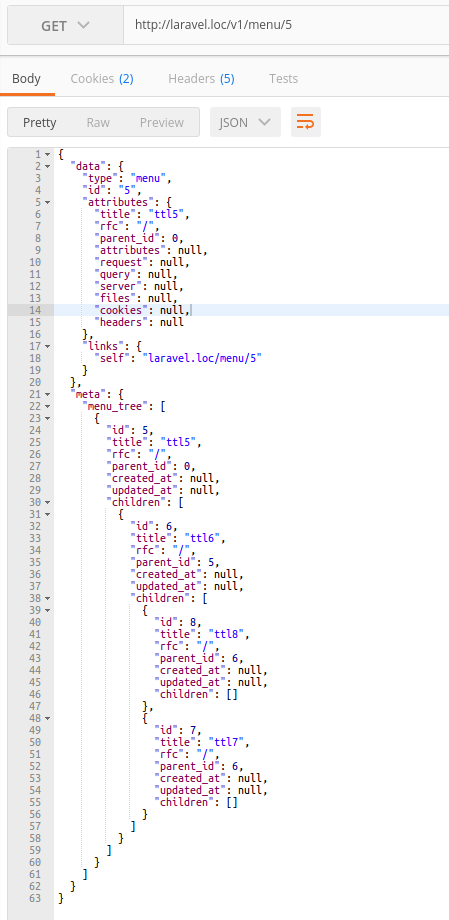 GET
http://laravel.loc/v1/menu/5
Body Cookies (2) Headers (5) Tests
Pretty Raw Preview JSON
1 {
2 "data": {
3 "type": "menu",
4 "id": "5",
5 "attributes": {
6 "title": "ttl5",
7 "rfc": "/",
8 "parent_id": 0,
9 "attributes": null,
10 "request": null,
11 "query": null,
12 "server": null,
13 "files": null,
14 "cookies": null,
15 "headers": null
16 },
17 "links": {
18 "self": "laravel.loc/menu/5"
19 }
20 },
21 "meta": {
22 "menu_tree": [
23 {
24 "id": 5,
25 "title": "ttl5",
26 "rfc": "/",
27 "parent_id": 0,
28 "created_at": null,
29 "updated_at": null,
30 "children": [
31 {
32 "id": 6,
33 "title": "ttl6",
34 "rfc": "/",
35 "parent_id": 5,
36 "created_at": null,
37 "updated_at": null,
38 "children": [
39 {
40 "id": 8,
41 "title": "ttl8",
42 "rfc": "/",
43 "parent_id": 6,
44 "created_at": null,
45 "updated_at": null,
46 "children": []
47 },
48 {
49 "id": 7,
50 "title": "ttl7",
51 "rfc": "/",
52 "parent_id": 6,
53 "created_at": null,
54 "updated_at": null,
55 "children": []
56 }
57 ]
58 }
59 ]
60 }
61 ]
62 }
63 }